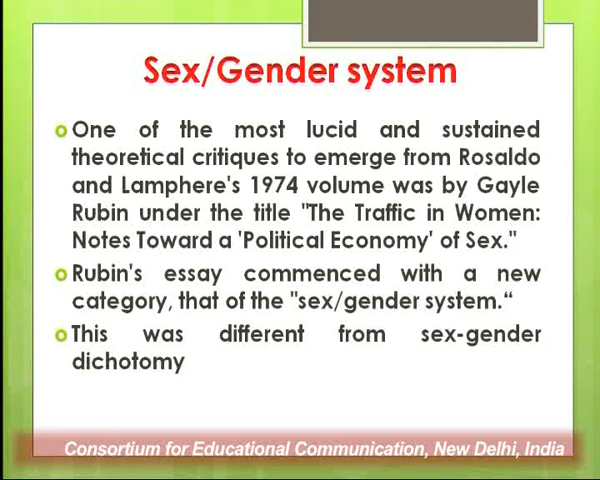 Sex/Gender system
One of the most lucid and sustained
theoretical critiques to emerge from Rosaldo
and Lamphere's 1974 volume was by Gayle
Rubin under the title "The Traffic in Women:
Notes Toward a 'Political Economy' of Sex."
Rubin's essay commenced with a new
category, that of the "sex/gender system.“
This was different from sex-gender
dichotomy
Consortium for Educational Communication, New Delhi, India